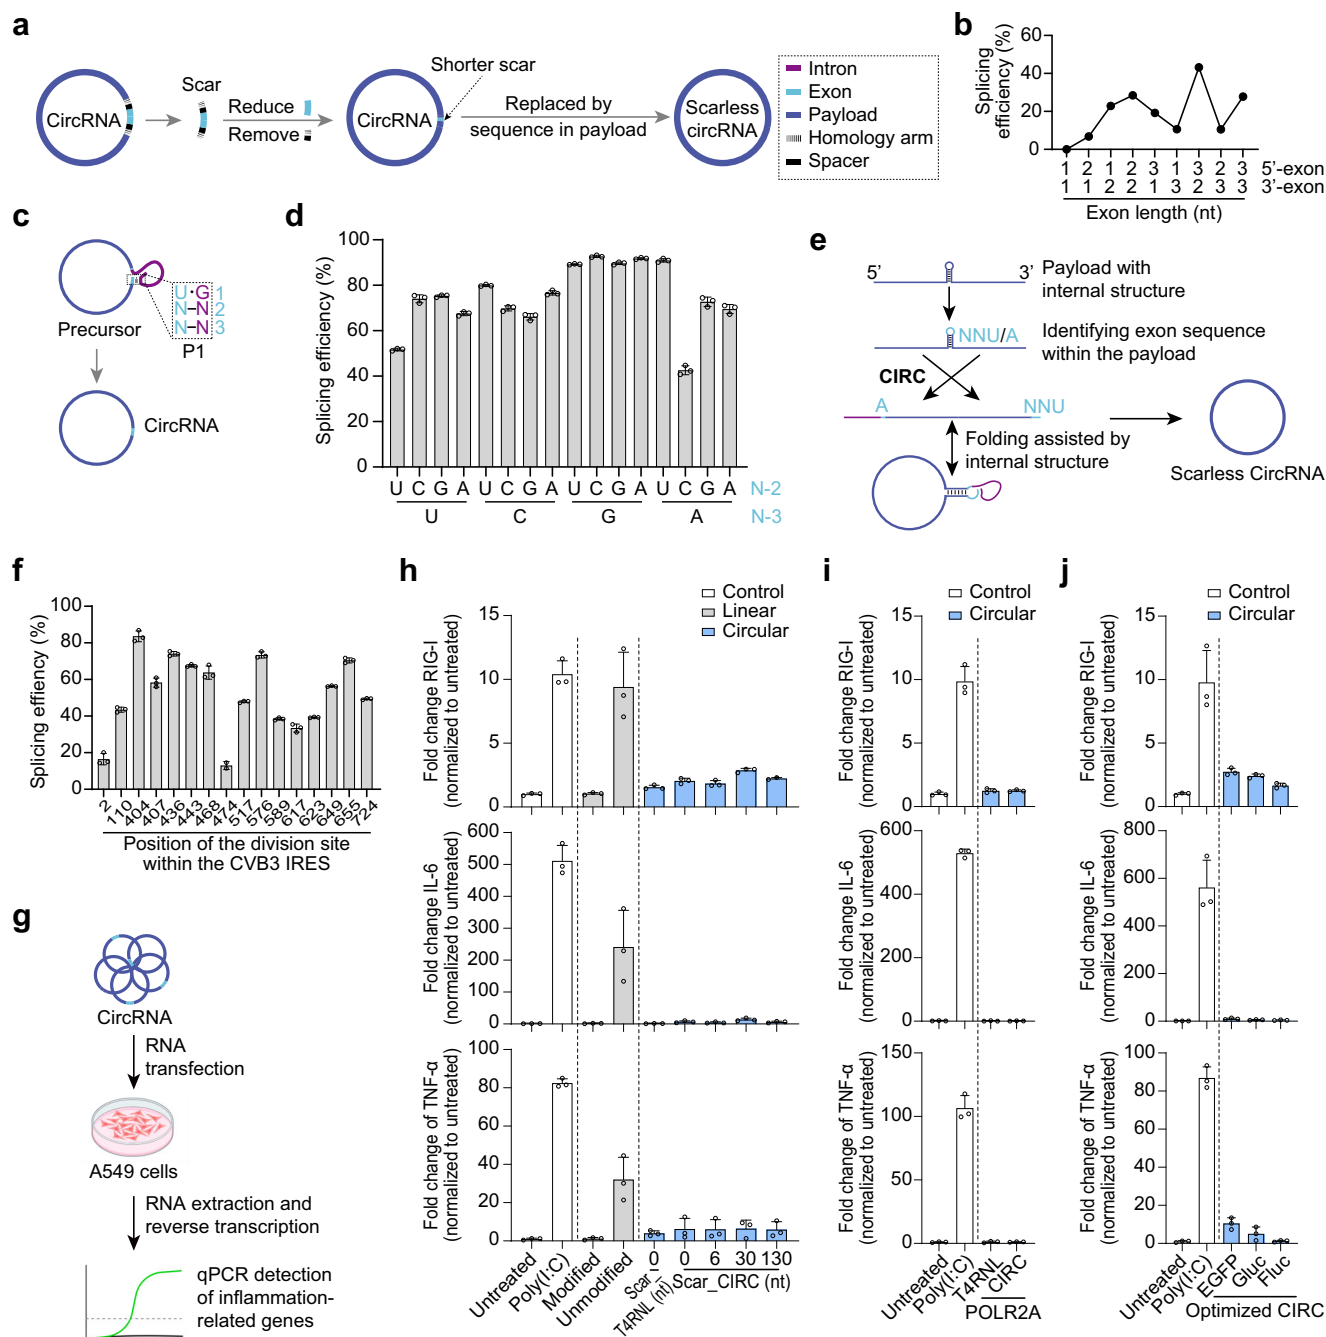 a
CircRNA
Scar
Reduce
Remove
Shorter scar
CircRNA
Replaced by
sequence in payload
Scarless
circRNA
Intron
Exon
Payload
Homology arm
Spacer
b
Splicing
efficiency (%)
60
40
20
0
1 2 1 2 3 1 3 2 3 5'-exon
1 1 2 2 1 3 2 3 3 3'-exon
Exon length (nt)
c
Precursor
U·G 1
N–N 2
N–N 3
P1
CircRNA
d
Splicing efficiency (%)
100
80
60
40
20
0
U C G A U C G A U C G A U C G A N-2
U C G A N-3
e
5' 3'
Payload with
internal structure
NNU/A
Identifying exon sequence
within the payload
CIRC
A NNU
Folding assisted by
internal structure
Scarless CircRNA
f
Splicing effiency (%)
100
80
60
40
20
0
2 110 404 407 436 443 468 474 517 576 589 617 623 649 655 724
Position of the division site
within the CVB3 IRES
g
CircRNA
RNA
transfection
A549 cells
RNA extraction and
reverse transcription
qPCR detection
of inflammation-
related genes
h
Control
Linear
Circular
Fold change RIG-I
(normalized to untreated)
15
10
5
0
Fold change IL-6
(normalized to untreated)
600
500
400
300
200
100
0
Fold change of TNF-α
(normalized to untreated)
100
80
60
40
20
0
Untreated
Poly(I:C)
Modified
Unmodified
0 0 6 30 130
Scar_
T4RNL (nt)
Scar_CIRC (nt)
i
Control
Circular
Fold change RIG-I
(normalized to untreated)
15
10
5
0
Fold change IL-6
(normalized to untreated)
600
400
200
0
Fold change of TNF-α
(normalized to untreated)
150
100
50
0
Untreated
Poly(I:C)
T4RNL
CIRC
POLR2A
j
Control
Circular
Fold change RIG-I
(normalized to untreated)
15
10
5
0
Fold change IL-6
(normalized to untreated)
800
600
400
200
0
Fold change of TNF-α
(normalized to untreated)
100
80
60
40
20
0
Untreated
Poly(I:C)
EGFP
Gluc
Fluc
Optimized CIRC